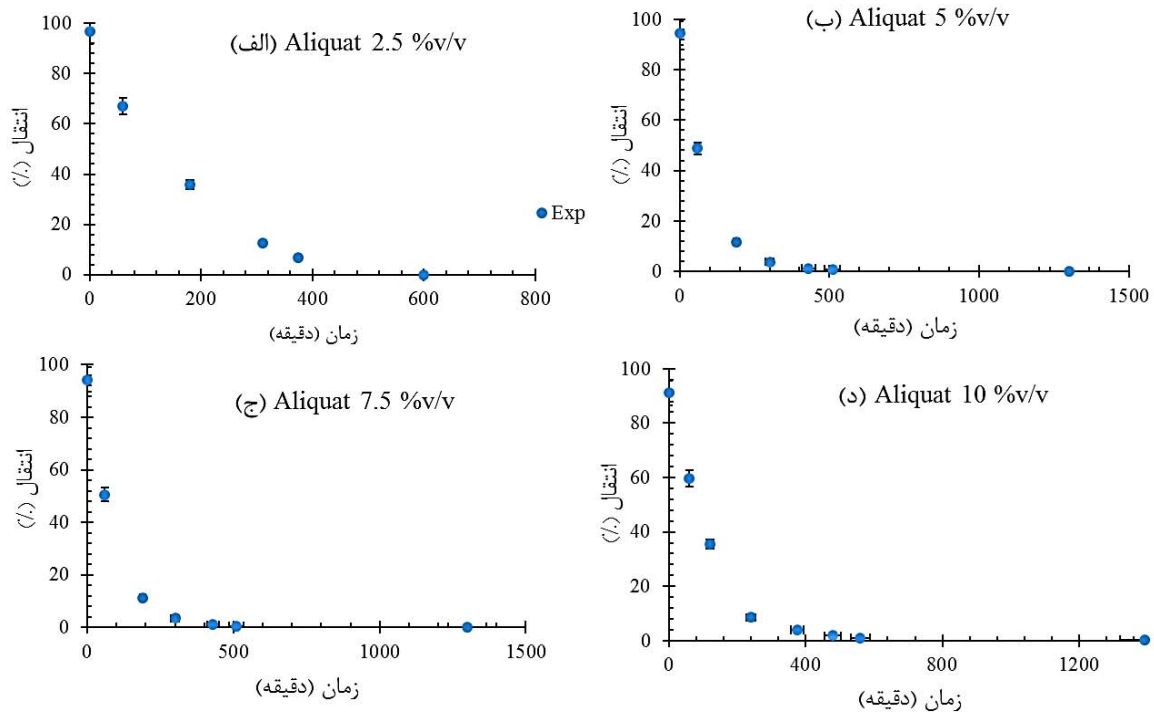 (الف) Aliquat 2.5 %v/v
100
80
60
40
20
0
انتقال (٪)
0 200 400 600 800
زمان (دقیقه)
Exp
(ب) Aliquat 5 %v/v
100
80
60
40
20
0
انتقال (٪)
0 500 1000 1500
زمان (دقیقه)
(ج) Aliquat 7.5 %v/v
100
80
60
40
20
0
انتقال (٪)
0 500 1000 1500
زمان (دقیقه)
(د) Aliquat 10 %v/v
100
80
60
40
20
0
انتقال (٪)
0 400 800 1200
زمان (دقیقه)